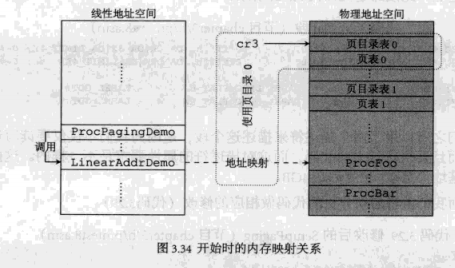 线性地址空间
物理地址空间
cr3
页目录表0
页表0
使用页目录 0
页目录表1
页表1
ProcPagingDemo
调用
LinearAddrDemo
地址映射
ProcFoo
ProcBar
图 3.34 开始时的内存映射关系